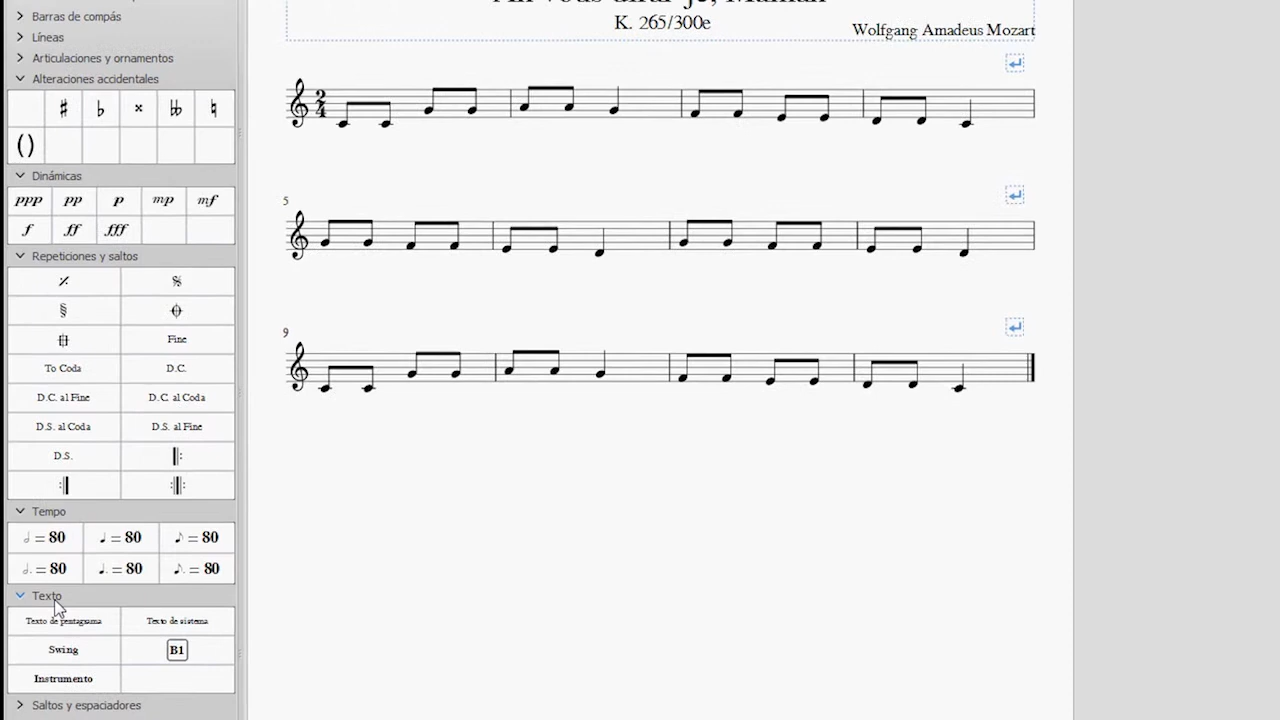 Barras de compás
Líneas
Articulaciones y ornamentos
Alteraciones accidentales
Dinámicas
ppp pp p mp mf
f ff fff
Repeticiones y saltos
Fine
To Coda D.C.
D.C. al Fine D.C. al Coda
D.S. al Coda D.S. al Fine
D.S.
Tempo
= 80 = 80 = 80
= 80 = 80 = 80
Texto
Texto de pentagrama Texto de sistema
Swing B1
Instrumento
Saltos y espaciadores
K. 265/300e
Wolfgang Amadeus Mozart
2
4
5
9